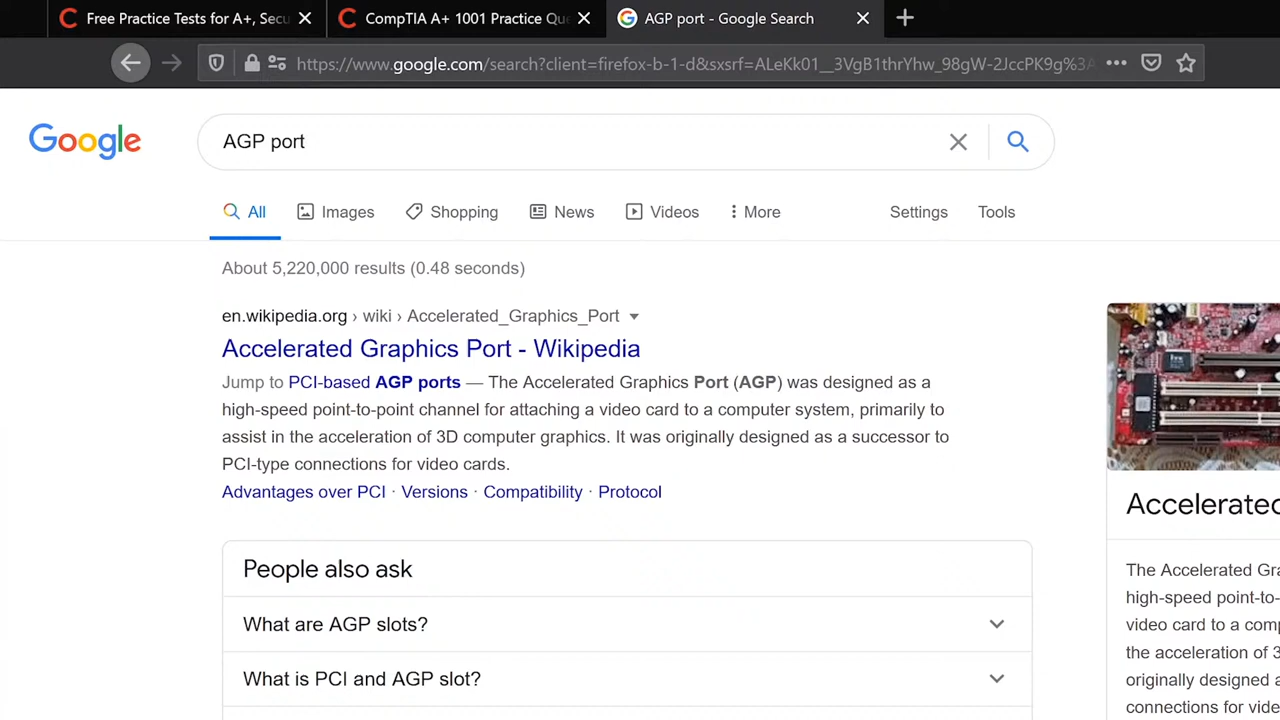 Free Practice Tests for A+, Secu
CompTIA A+ 1001 Practice Que
AGP port - Google Search
https://www.google.com/search?client=firefox-b-1-d&sxsrf=ALeKk01__3VgB1thrYhw_98gW-2JccPK9g%3A
Google
AGP port
All
Images
Shopping
News
Videos
More
Settings
Tools
About 5,220,000 results (0.48 seconds)
en.wikipedia.org › wiki › Accelerated_Graphics_Port
Accelerated Graphics Port - Wikipedia
Jump to PCI-based AGP ports — The Accelerated Graphics Port (AGP) was designed as a
high-speed point-to-point channel for attaching a video card to a computer system, primarily to
assist in the acceleration of 3D computer graphics. It was originally designed as a successor to
PCI-type connections for video cards.
Advantages over PCI · Versions · Compatibility · Protocol
People also ask
What are AGP slots?
What is PCI and AGP slot?
Accelerated
The Accelerated Gra
high-speed point-to-
video card to a comp
the acceleration of 3
originally designed a
connections for vide